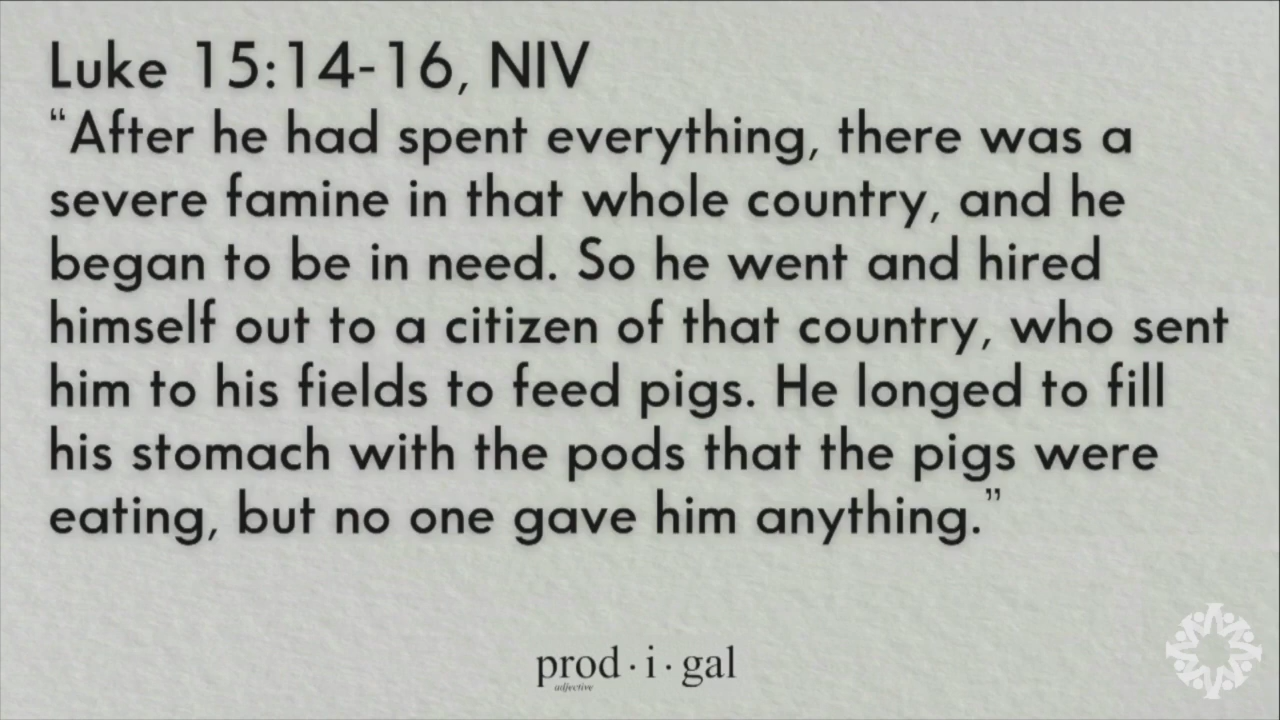 Luke 15:14-16, NIV
“After he had spent everything, there was a
severe famine in that whole country, and he
began to be in need. So he went and hired
himself out to a citizen of that country, who sent
him to his fields to feed pigs. He longed to fill
his stomach with the pods that the pigs were
eating, but no one gave him anything.”
prod · i · gal
adjective